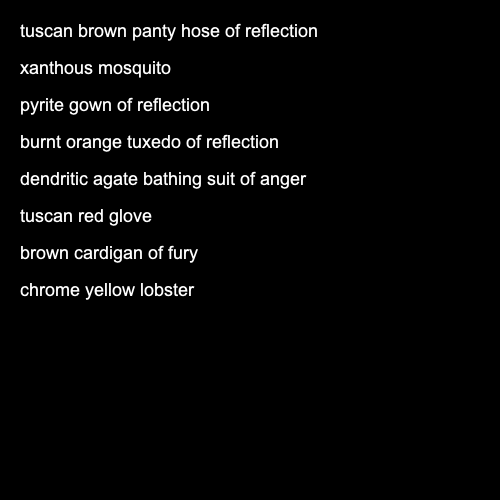 tuscan brown panty hose of reflection
xanthous mosquito
pyrite gown of reflection
burnt orange tuxedo of reflection
dendritic agate bathing suit of anger
tuscan red glove
brown cardigan of fury
chrome yellow lobster